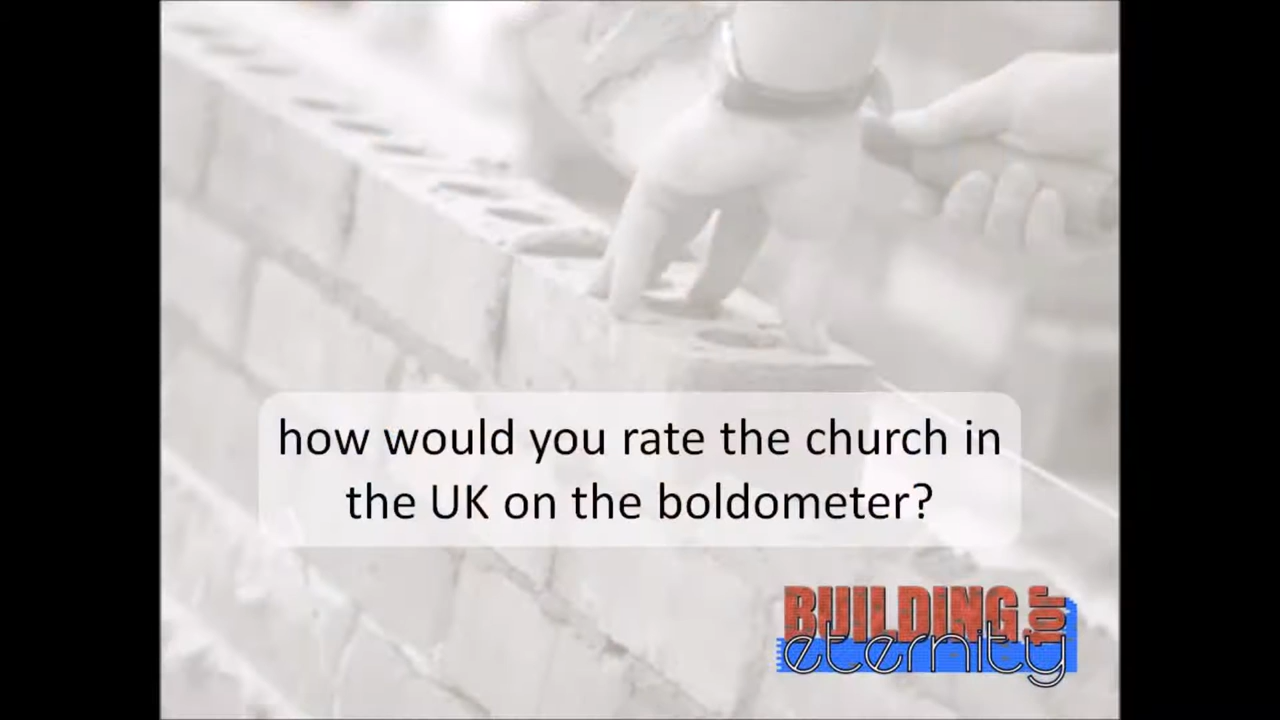 how would you rate the church in
the UK on the boldometer?
BUILDING for
eternity